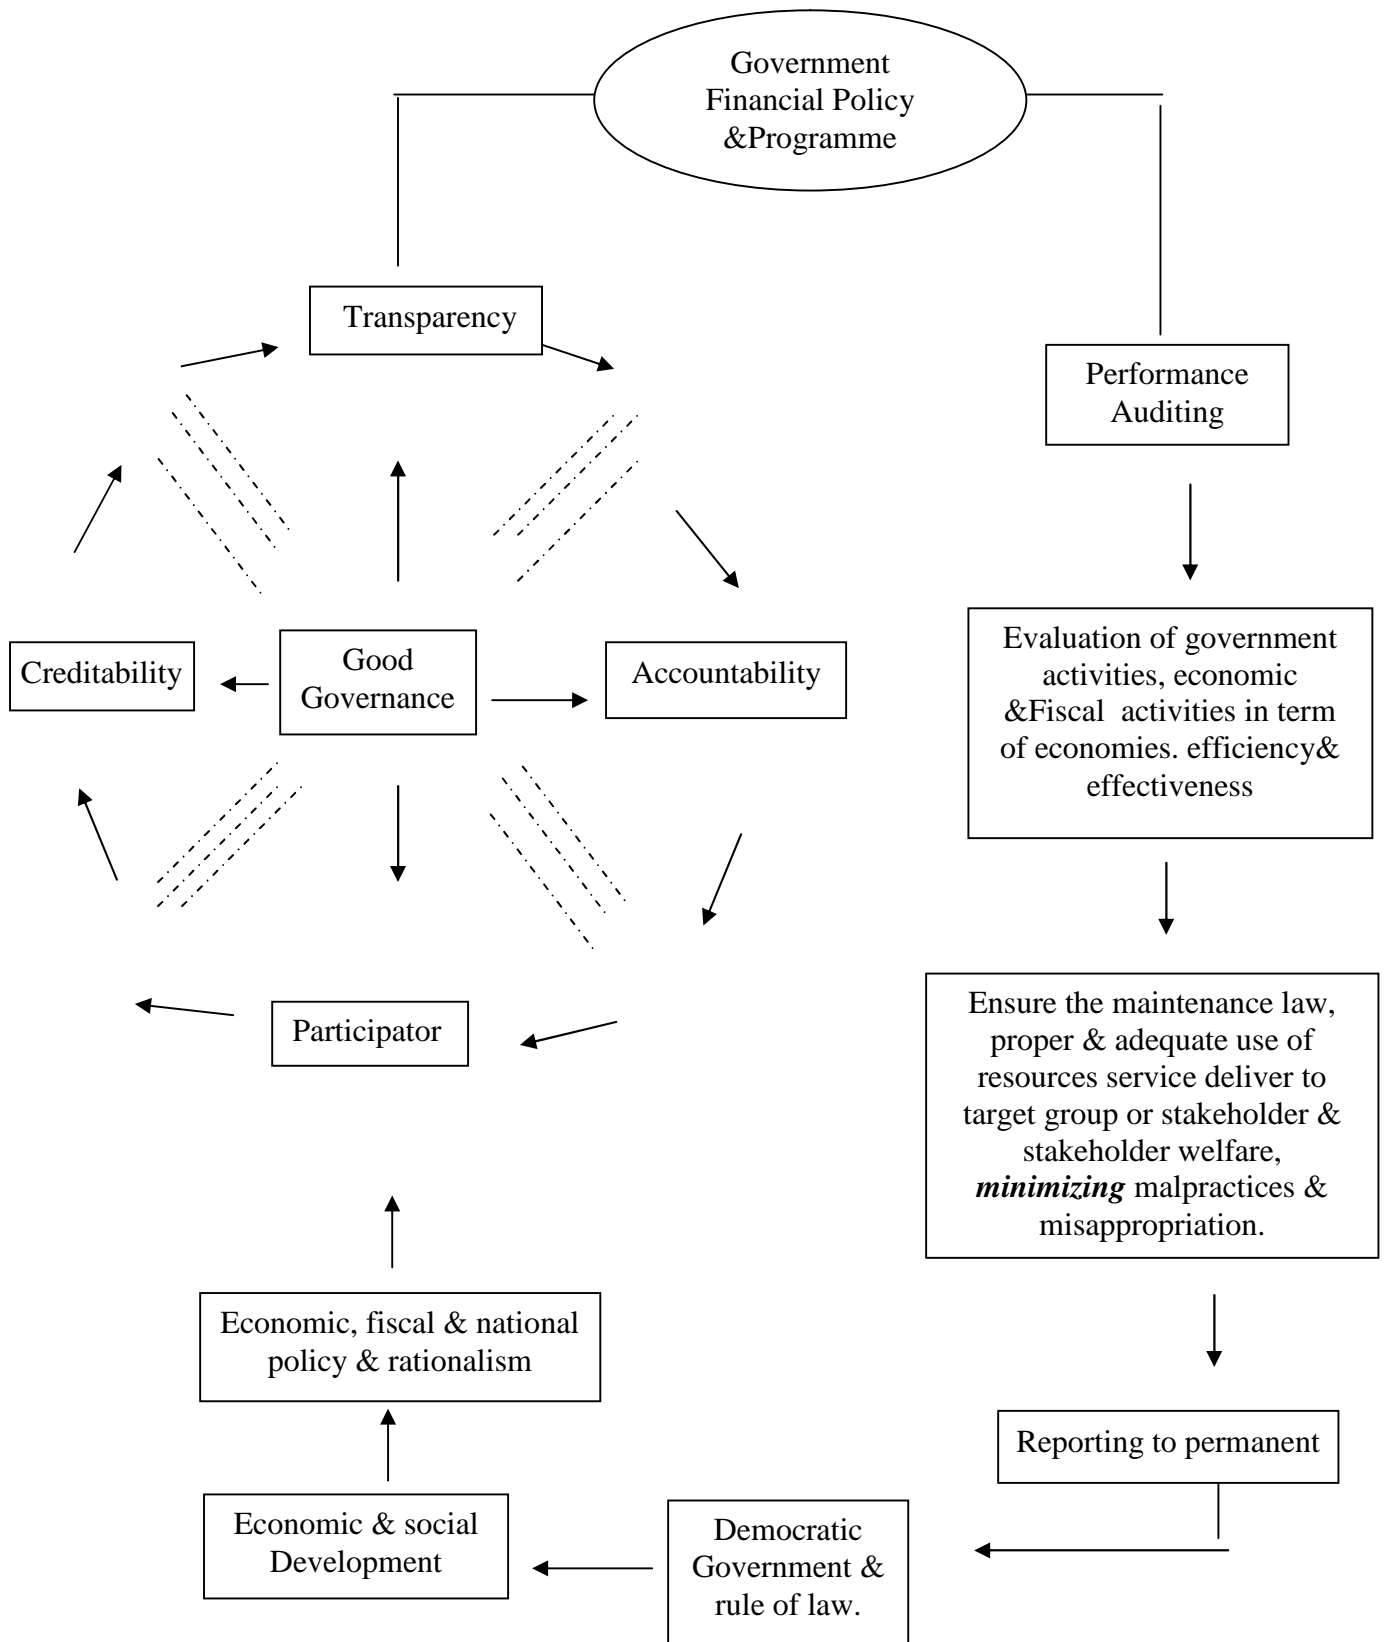 Government
Financial Policy
&Programme
Transparency
Performance
Auditing
Creditability
Good
Governance
Accountability
Evaluation of government
activities, economic
&Fiscal activities in term
of economies. efficiency&
effectiveness
Participator
Ensure the maintenance law,
proper & adequate use of
resources service deliver to
target group or stakeholder &
stakeholder welfare,
minimizing malpractices &
misappropriation.
Economic, fiscal & national
policy & rationalism
Reporting to permanent
Economic & social
Development
Democratic
Government &
rule of law.